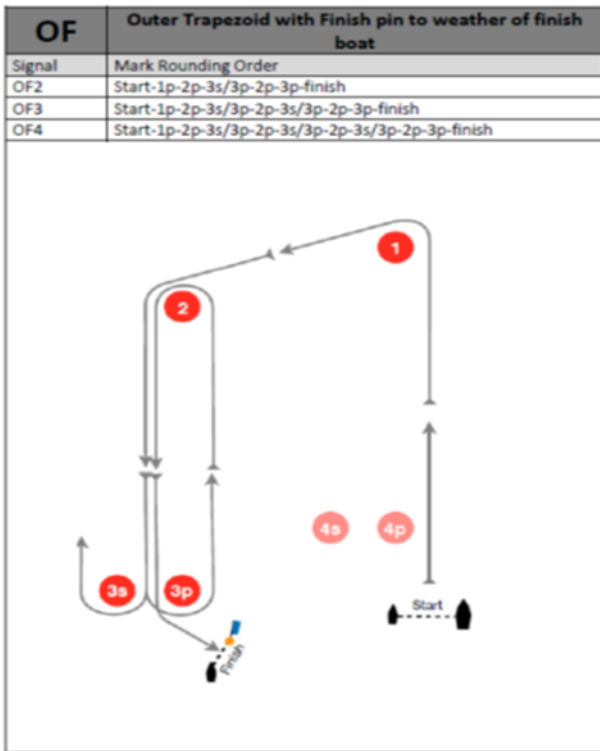 OF
Outer Trapezoid with Finish pin to weather of finish
boat
Signal
Mark Rounding Order
OF2
Start-1p-2p-3s/3p-2p-3p-finish
OF3
Start-1p-2p-3s/3p-2p-3s/3p-2p-3p-finish
OF4
Start-1p-2p-3s/3p-2p-3s/3p-2p-3s/3p-2p-3p-finish
1
2
4s
4p
3s
3p
Start
Finish